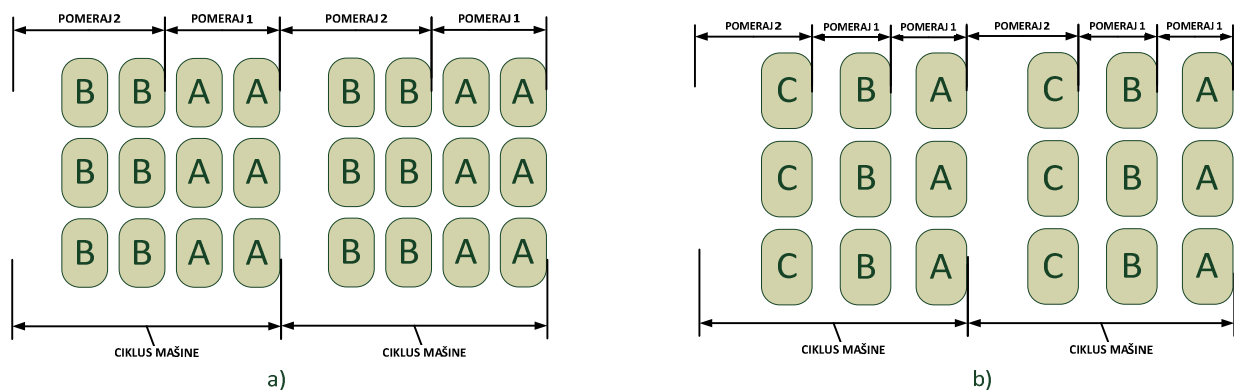 POMERAJ 2 POMERAJ 1 POMERAJ 2 POMERAJ 1
B B A A B B A A
B B A A B B A A
B B A A B B A A
CIKLUS MAŠINE CIKLUS MAŠINE
a)
POMERAJ 2 POMERAJ 1 POMERAJ 1 POMERAJ 2 POMERAJ 1 POMERAJ 1
C B A C B A
C B A C B A
C B A C B A
CIKLUS MAŠINE CIKLUS MAŠINE
b)